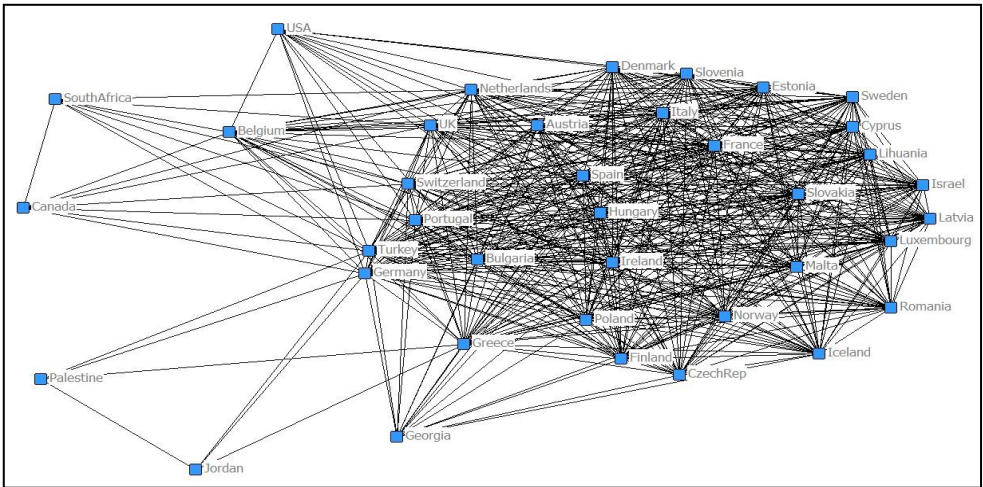 USA
Denmark
Slovenia
Netherlands
Estonia
SouthAfrica
Sweden
Italy
UK
Austria
Cyprus
Belgium
France
Lihuania
Spain
Switzerland
Israel
Slovakia
Canada
Hungary
Portugal
Latvia
Luxembourg
Turkey
Bulgaria
Ireland
Malta
Germany
Romania
Poland
Norway
Greece
Iceland
Finland
CzechRep
Palestine
Georgia
Jordan